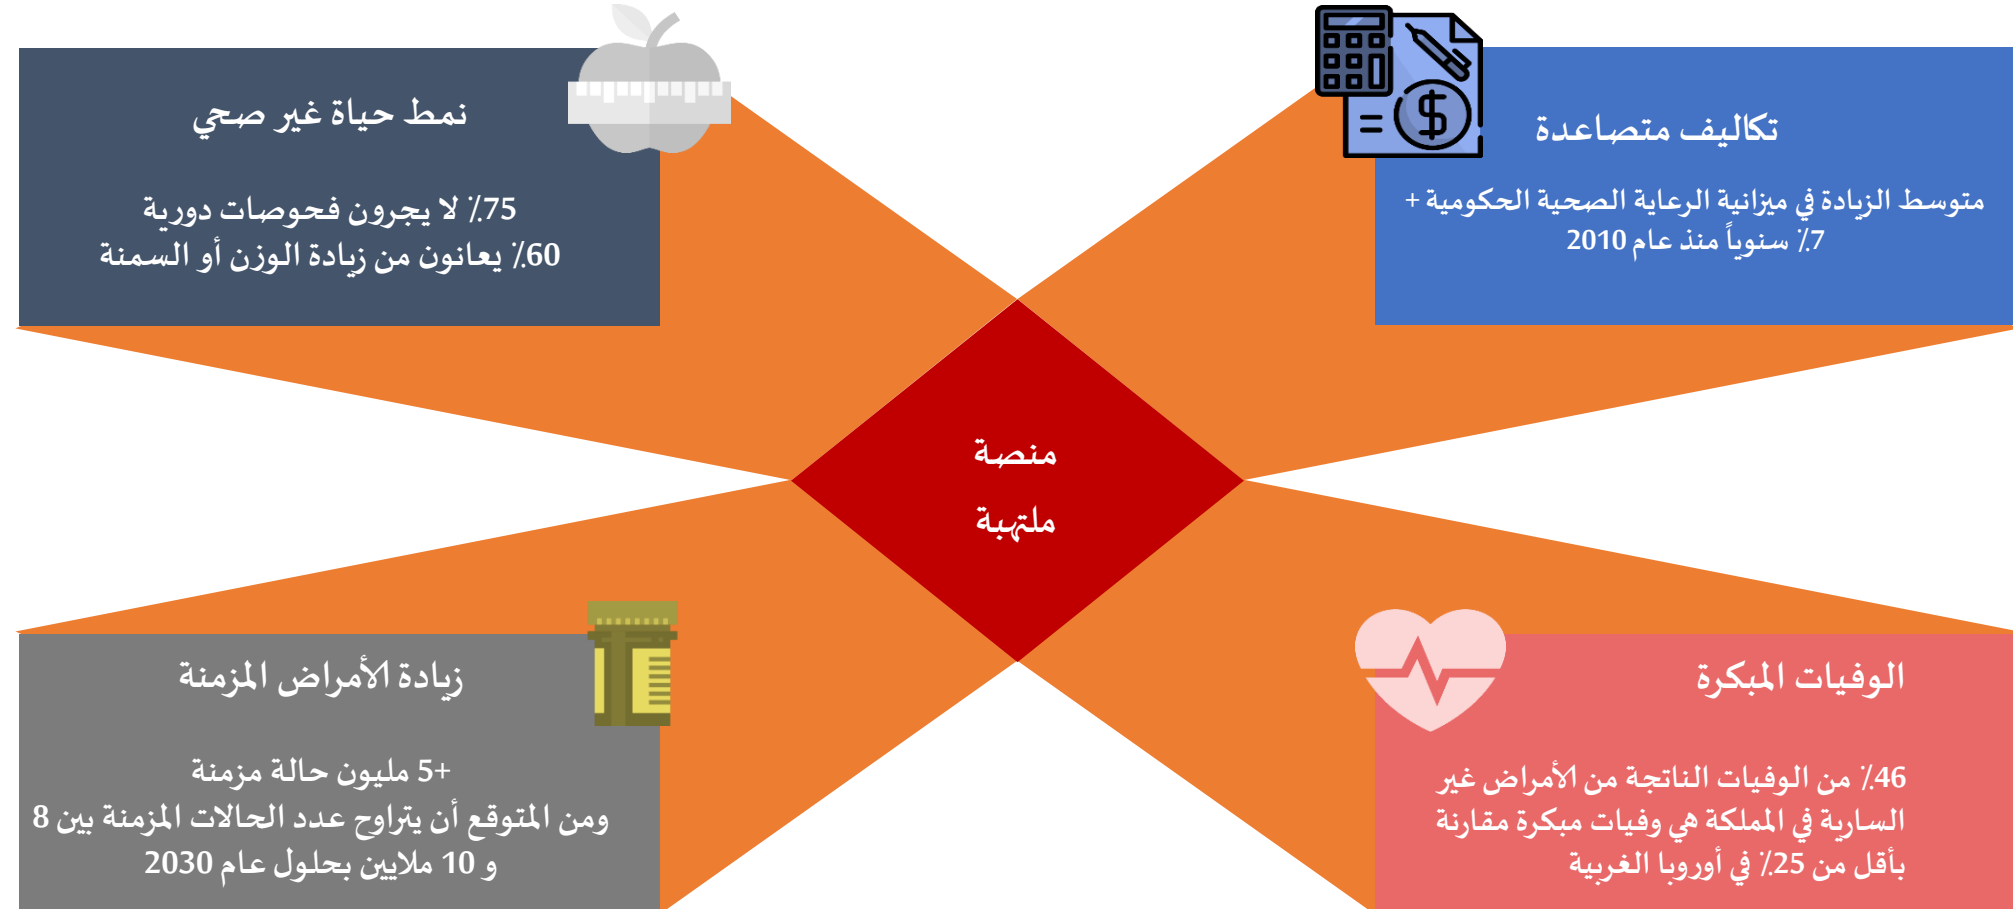 تكاليف متصاعدة
متوسط الزيادة في ميزانية الرعاية الصحية الحكومية +
7٪ سنوياً منذ عام 2010
نمط حياة غير صحي
75٪ لا يجرون فحوصات دورية
60٪ يعانون من زيادة الوزن أو السمنة
منصة
ملتهبة
الوفيات المبكرة
46٪ من الوفيات الناتجة من الأمراض غير
السارية في المملكة هي وفيات مبكرة مقارنة
بأقل من 25٪ في أوروبا الغربية
زيادة الأمراض المزمنة
+5 مليون حالة مزمنة
ومن المتوقع أن يتراوح عدد الحالات المزمنة بين 8
و 10 ملايين بحلول عام 2030